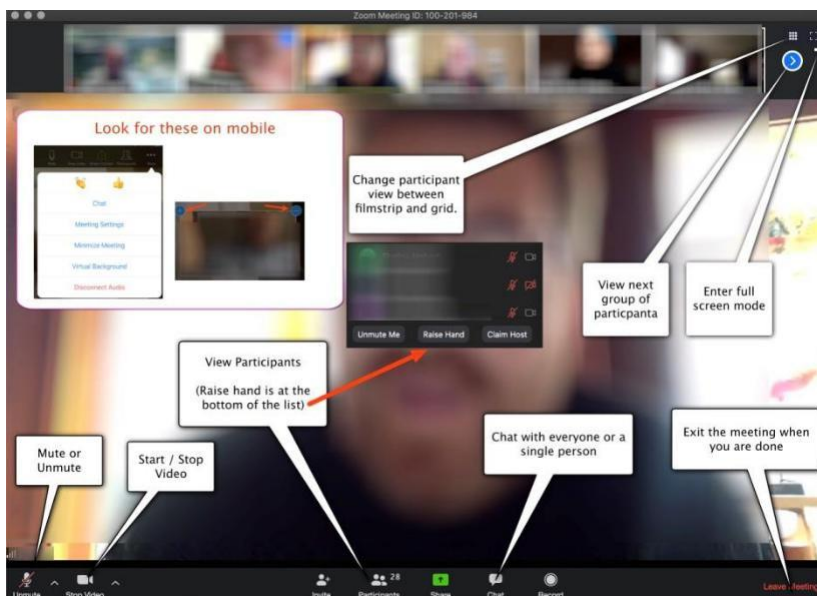 Zoom Meeting ID: 100-201-984
Look for these on mobile
Chat
Meeting Settings
Minimize Meeting
Virtual Background
Disconnect Audio
Change participant
view between
filmstrip and grid.
View next
group of
particpanta
Enter full
screen mode
Unmute Me
Raise Hand
Claim Host
View Participants
(Raise hand is at the
bottom of the list)
Mute or
Unmute
Start / Stop
Video
Chat with everyone or a
single person
Exit the meeting when
you are done
Unmute
Stop Video
Invite
28
Participants
Share
Chat
Record
Leave Meeting